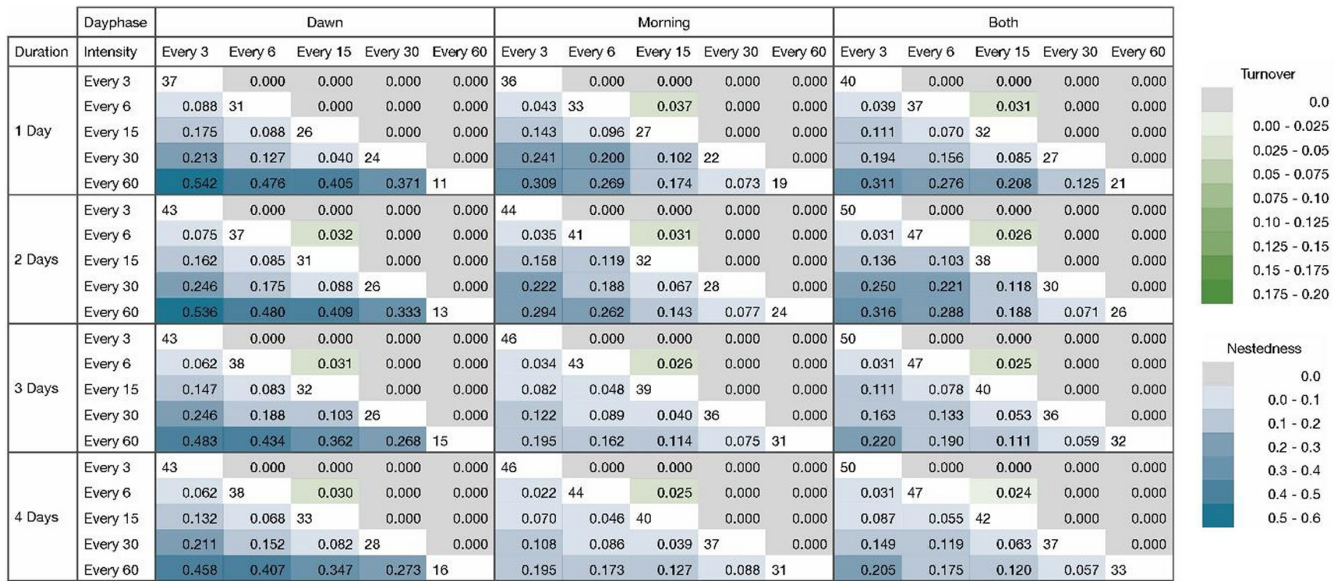 Dayphase Dawn Morning Both
Duration Intensity Every 3 Every 6 Every 15 Every 30 Every 60 Every 3 Every 6 Every 15 Every 30 Every 60 Every 3 Every 6 Every 15 Every 30 Every 60
1 Day
Every 3 37 0.000 0.000 0.000 0.000 36 0.000 0.000 0.000 0.000 40 0.000 0.000 0.000 0.000
Every 6 0.088 31 0.000 0.000 0.000 0.043 33 0.037 0.000 0.000 0.039 37 0.031 0.000 0.000
Every 15 0.175 0.088 26 0.000 0.000 0.143 0.096 27 0.000 0.000 0.111 0.070 32 0.000 0.000
Every 30 0.213 0.127 0.040 24 0.000 0.241 0.200 0.102 22 0.000 0.194 0.156 0.085 27 0.000
Every 60 0.542 0.476 0.405 0.371 11 0.309 0.269 0.174 0.073 19 0.311 0.276 0.208 0.125 21
2 Days
Every 3 43 0.000 0.000 0.000 0.000 44 0.000 0.000 0.000 0.000 50 0.000 0.000 0.000 0.000
Every 6 0.075 37 0.032 0.000 0.000 0.035 41 0.031 0.000 0.000 0.031 47 0.026 0.000 0.000
Every 15 0.162 0.085 31 0.000 0.000 0.158 0.119 32 0.000 0.000 0.136 0.103 38 0.000 0.000
Every 30 0.246 0.175 0.088 26 0.000 0.222 0.188 0.067 28 0.000 0.250 0.221 0.118 30 0.000
Every 60 0.536 0.480 0.409 0.333 13 0.294 0.262 0.143 0.077 24 0.316 0.288 0.188 0.071 26
3 Days
Every 3 43 0.000 0.000 0.000 0.000 46 0.000 0.000 0.000 0.000 50 0.000 0.000 0.000 0.000
Every 6 0.062 38 0.031 0.000 0.000 0.034 43 0.026 0.000 0.000 0.031 47 0.025 0.000 0.000
Every 15 0.147 0.083 32 0.000 0.000 0.082 0.048 39 0.000 0.000 0.111 0.078 40 0.000 0.000
Every 30 0.246 0.188 0.103 26 0.000 0.122 0.089 0.040 36 0.000 0.163 0.133 0.053 36 0.000
Every 60 0.483 0.434 0.362 0.268 15 0.195 0.162 0.114 0.075 31 0.220 0.190 0.111 0.059 32
4 Days
Every 3 43 0.000 0.000 0.000 0.000 46 0.000 0.000 0.000 0.000 50 0.000 0.000 0.000 0.000
Every 6 0.062 38 0.030 0.000 0.000 0.022 44 0.025 0.000 0.000 0.031 47 0.024 0.000 0.000
Every 15 0.132 0.068 33 0.000 0.000 0.070 0.046 40 0.000 0.000 0.087 0.055 42 0.000 0.000
Every 30 0.211 0.152 0.082 28 0.000 0.108 0.086 0.039 37 0.000 0.149 0.119 0.063 37 0.000
Every 60 0.458 0.407 0.347 0.273 16 0.195 0.173 0.127 0.088 31 0.205 0.175 0.120 0.057 33
Turnover
0.0
0.00 - 0.025
0.025 - 0.05
0.05 - 0.075
0.075 - 0.10
0.10 - 0.125
0.125 - 0.15
0.15 - 0.175
0.175 - 0.20
Nestedness
0.0
0.0 - 0.1
0.1 - 0.2
0.2 - 0.3
0.3 - 0.4
0.4 - 0.5
0.5 - 0.6